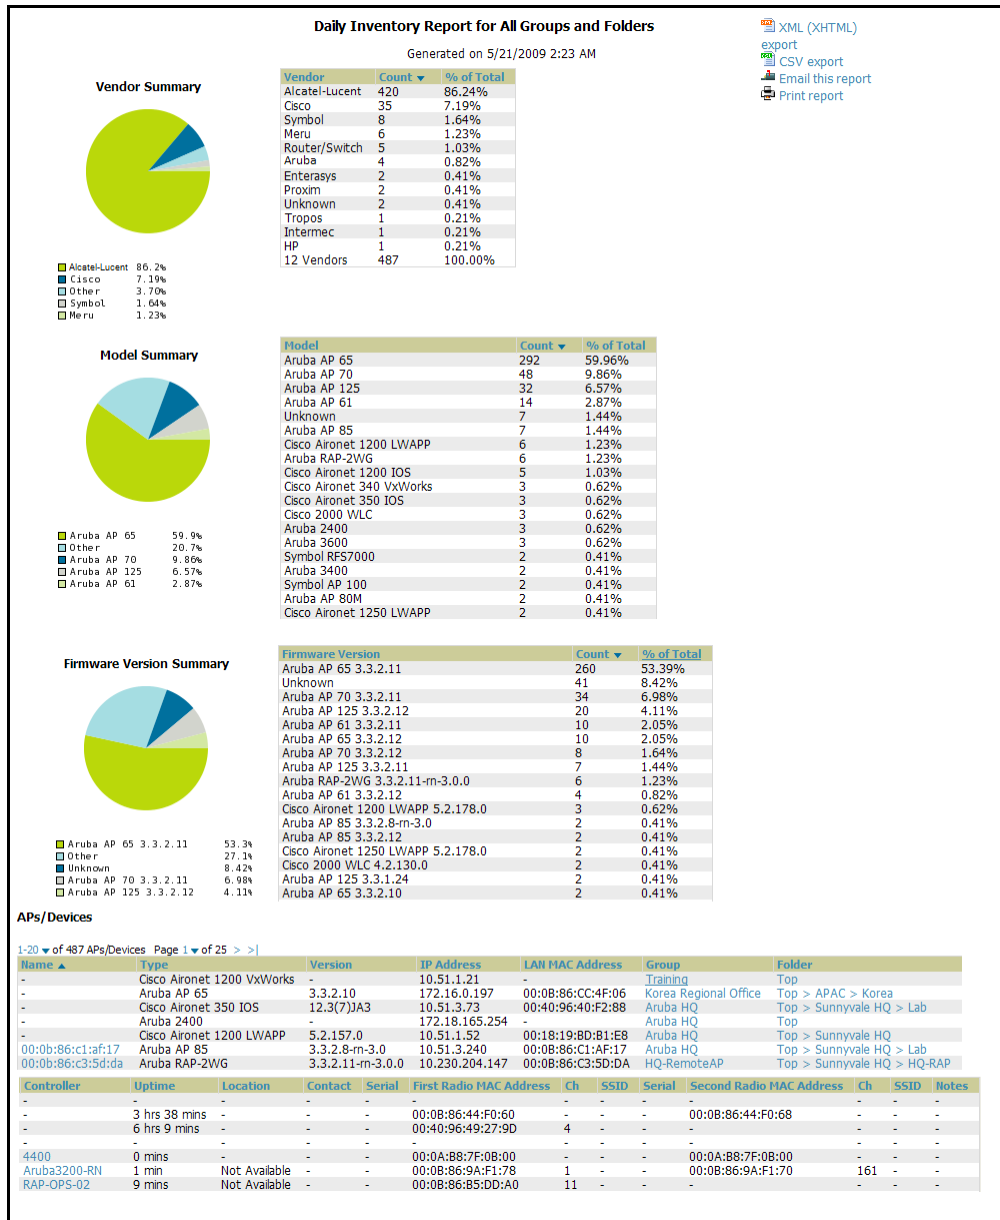 Daily Inventory Report for All Groups and Folders
Generated on 5/21/2009 2:23 AM
XML (XHTML)
export
CSV export
Email this report
Print report
Vendor Summary
Alcatel-Lucent 86.2%
Cisco 7.19%
Other 3.70%
Symbol 1.64%
Meru 1.23%
Vendor Count % of Total
Alcatel-Lucent 420 86.24%
Cisco 35 7.19%
Symbol 8 1.64%
Meru 6 1.23%
Router/Switch 5 1.03%
Aruba 4 0.82%
Enterasys 2 0.41%
Proxim 2 0.41%
Unknown 2 0.41%
Tropos 1 0.21%
Intermec 1 0.21%
HP 1 0.21%
12 Vendors 487 100.00%
Model Summary
Aruba AP 65 59.9%
Other 20.7%
Aruba AP 70 9.86%
Aruba AP 125 6.57%
Aruba AP 61 2.87%
Model Count % of Total
Aruba AP 65 292 59.96%
Aruba AP 70 48 9.86%
Aruba AP 125 32 6.57%
Aruba AP 61 14 2.87%
Unknown 7 1.44%
Aruba AP 85 7 1.44%
Cisco Aironet 1200 LWAPP 6 1.23%
Aruba RAP-2WG 6 1.23%
Cisco Aironet 1200 IOS 5 1.03%
Cisco Aironet 340 VxWorks 3 0.62%
Cisco Aironet 350 IOS 3 0.62%
Cisco 2000 WLC 3 0.62%
Aruba 2400 3 0.62%
Aruba 3600 3 0.62%
Symbol RFS7000 2 0.41%
Aruba 3400 2 0.41%
Symbol AP 100 2 0.41%
Aruba AP 80M 2 0.41%
Cisco Aironet 1250 LWAPP 2 0.41%
Firmware Version Summary
Aruba AP 65 3.3.2.11 53.3%
Other 27.1%
Unknown 8.42%
Aruba AP 70 3.3.2.11 6.98%
Aruba AP 125 3.3.2.12 4.11%
Firmware Version Count % of Total
Aruba AP 65 3.3.2.11 260 53.39%
Unknown 41 8.42%
Aruba AP 70 3.3.2.11 34 6.98%
Aruba AP 125 3.3.2.12 20 4.11%
Aruba AP 61 3.3.2.11 10 2.05%
Aruba AP 65 3.3.2.12 10 2.05%
Aruba AP 70 3.3.2.12 8 1.64%
Aruba AP 125 3.3.2.11 7 1.44%
Aruba RAP-2WG 3.3.2.11-rn-3.0.0 6 1.23%
Aruba AP 61 3.3.2.12 4 0.82%
Cisco Aironet 1200 LWAPP 5.2.178.0 3 0.62%
Aruba AP 85 3.3.2.8-rn-3.0 2 0.41%
Aruba AP 85 3.3.2.12 2 0.41%
Cisco Aironet 1250 LWAPP 5.2.178.0 2 0.41%
Cisco 2000 WLC 4.2.130.0 2 0.41%
Aruba AP 125 3.3.1.24 2 0.41%
Aruba AP 65 3.3.2.10 2 0.41%
APs/Devices
1-20 of 487 APs/Devices Page 1 of 25 > >|
Name Type Version IP Address LAN MAC Address Group Folder
- Cisco Aironet 1200 VxWorks - 10.51.1.21 - Training Top
- Aruba AP 65 3.3.2.10 172.16.0.197 00:0B:86:CC:4F:06 Korea Regional Office Top > APAC > Korea
- Cisco Aironet 350 IOS 12.3(7)JA3 10.51.3.73 00:40:96:40:F2:88 Aruba HQ Top > Sunnyvale HQ > Lab
- Aruba 2400 - 172.18.165.254 - Aruba HQ Top
- Cisco Aironet 1200 LWAPP 5.2.157.0 10.51.1.52 00:18:19:BD:B1:E8 Aruba HQ Top > Sunnyvale HQ
00:0b:86:c1:af:17 Aruba AP 85 3.3.2.8-rn-3.0 10.51.3.240 00:0B:86:C1:AF:17 Aruba HQ Top > Sunnyvale HQ > Lab
00:0b:86:c3:5d:da Aruba RAP-2WG 3.3.2.11-rn-3.0.0 10.230.204.147 00:0B:86:C3:5D:DA HQ-RemoteAP Top > Sunnyvale HQ > HQ-RAP
Controller Uptime Location Contact Serial First Radio MAC Address Ch SSID Serial Second Radio MAC Address Ch SSID Notes
- - - - - - - - - - - - -
- 3 hrs 38 mins - - - 00:0B:86:44:F0:60 - - - 00:0B:86:44:F0:68 - - -
- 6 hrs 9 mins - - - 00:40:96:49:27:9D 4 - - - - - -
- - - - - - - - - - - - -
4400 0 mins - - - 00:0A:B8:7F:0B:00 - - - 00:0A:B8:7F:0B:00 - - -
Aruba3200-RN 1 min Not Available - - 00:0B:86:9A:F1:78 1 - - 00:0B:86:9A:F1:70 161 - -
RAP-OPS-02 9 mins Not Available - - 00:0B:86:B5:DD:A0 11 - - - - - -